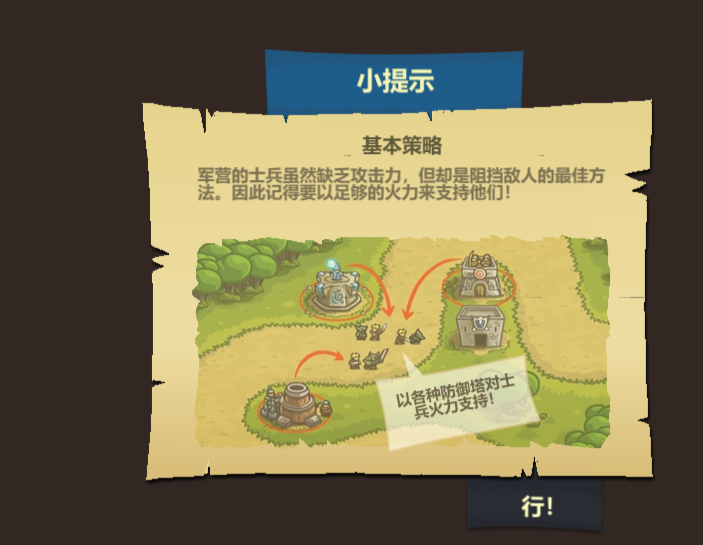 小提示
基本策略
军营的士兵虽然缺乏攻击力，但却是阻挡敌人的最佳方
法。因此记得要以足够的火力来支持他们！
以各种防御塔对士
兵火力支持！
行！